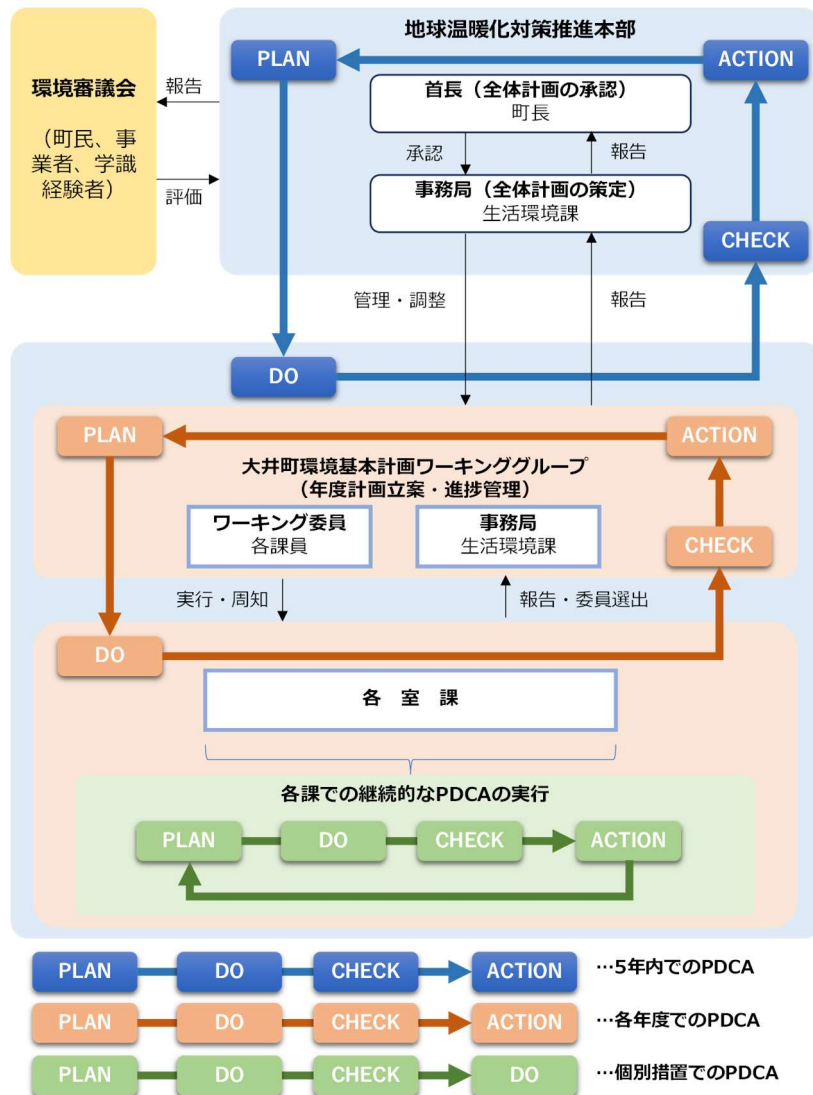 地球温暖化対策推進本部
PLAN
ACTION
環境審議会
（町民、事
業者、学識
経験者）
報告
評価
首長（全体計画の承認）
町長
承認
報告
事務局（全体計画の策定）
生活環境課
CHECK
管理・調整
報告
DO
PLAN
ACTION
大井町環境基本計画ワーキンググループ
（年度計画立案・進捗管理）
ワーキング委員
各課員
事務局
生活環境課
CHECK
実行・周知
報告・委員選出
DO
各　室　課
各課での継続的なPDCAの実行
PLAN
DO
CHECK
ACTION
PLAN DO CHECK ACTION …5年内でのPDCA
PLAN DO CHECK ACTION …各年度でのPDCA
PLAN DO CHECK DO …個別措置でのPDCA